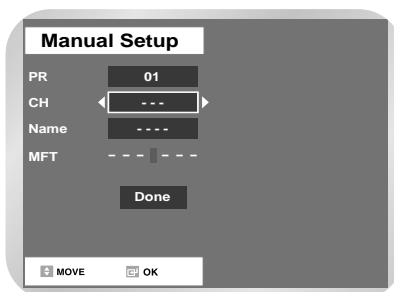 Manual Setup
PR 01
CH - - -
Name - - - -
MFT - - - - - -
Done
MOVE OK